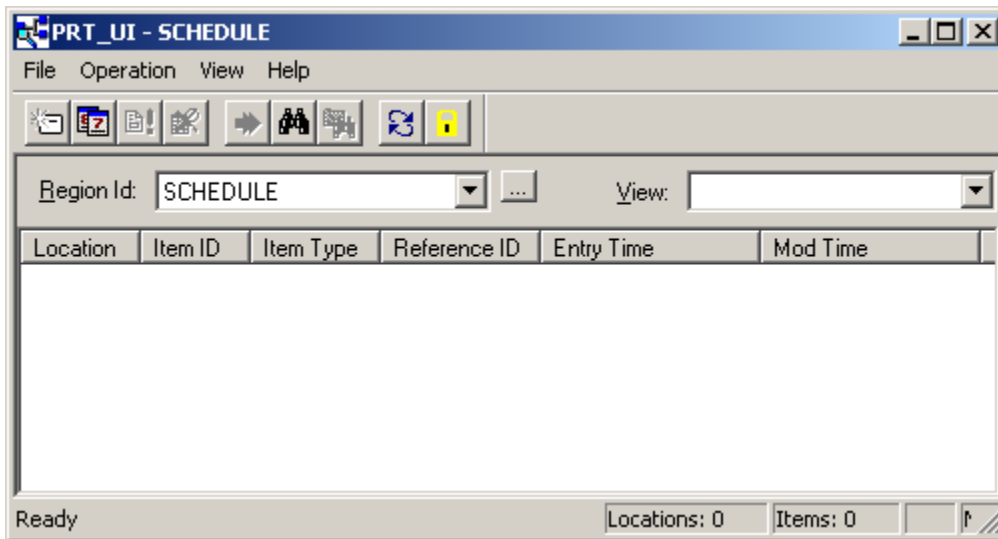 PRT_UI - SCHEDULE
File Operation View Help
Region Id: SCHEDULE ... View:
Location Item ID Item Type Reference ID Entry Time Mod Time
Ready Locations: 0 Items: 0